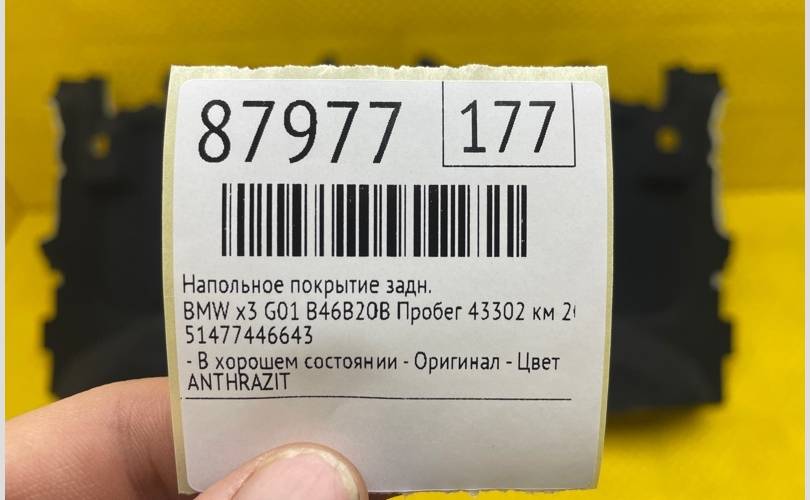 87977 177
Напольное покрытие задн.
BMW x3 G01 B46B20B Пробег 43302 км
51477446643
- В хорошем состоянии - Оригинал - Цвет
ANTHRAZIT